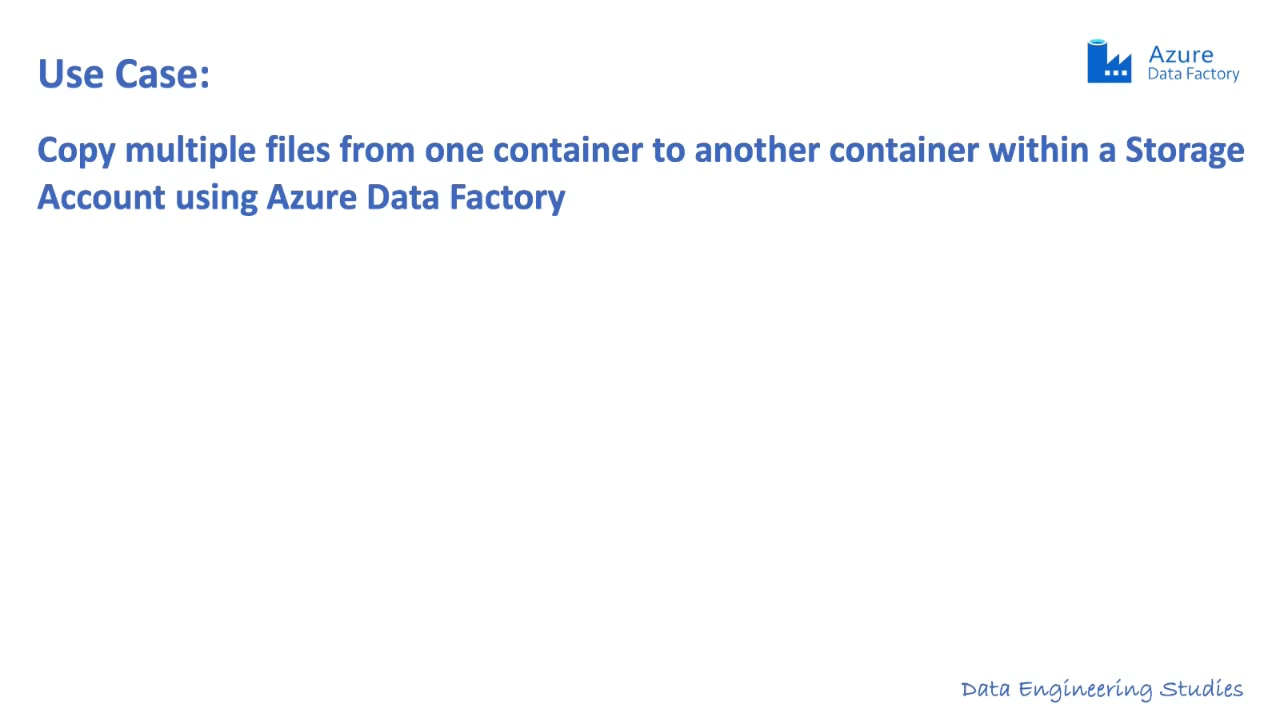 Use Case:
Azure
Data Factory
Copy multiple files from one container to another container within a Storage
Account using Azure Data Factory
Data Engineering Studies